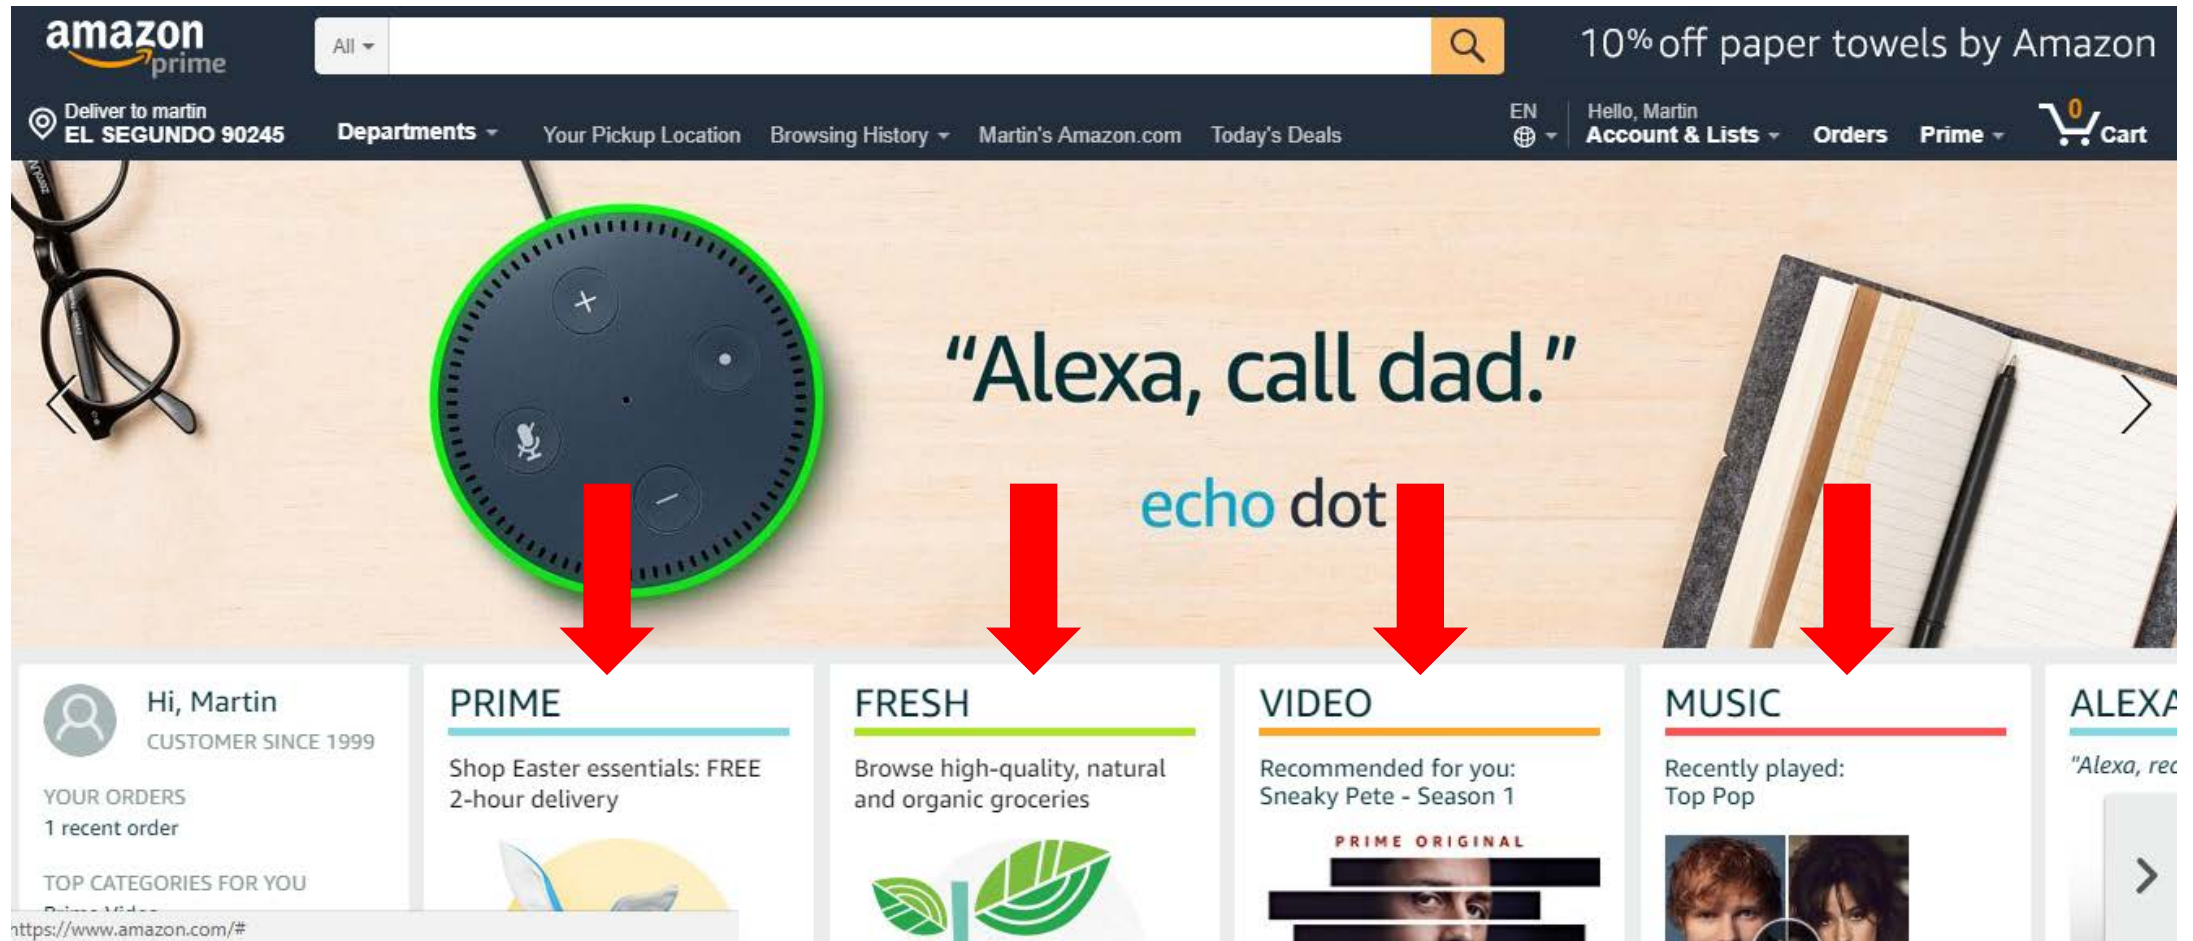 amazon
prime
All
10% off paper towels by Amazon
Deliver to martin
EL SEGUNDO 90245
Departments
Your Pickup Location
Browsing History
Martin's Amazon.com
Today's Deals
EN
Hello, Martin
Account & Lists
Orders
Prime
0
Cart
“Alexa, call dad.”
echo dot
Hi, Martin
CUSTOMER SINCE 1999
YOUR ORDERS
1 recent order
TOP CATEGORIES FOR YOU
Prime Video
https://www.amazon.com/#
PRIME
Shop Easter essentials: FREE
2-hour delivery
FRESH
Browse high-quality, natural
and organic groceries
VIDEO
Recommended for you:
Sneaky Pete - Season 1
PRIME ORIGINAL
MUSIC
Recently played:
Top Pop
ALEXA
"Alexa, rec